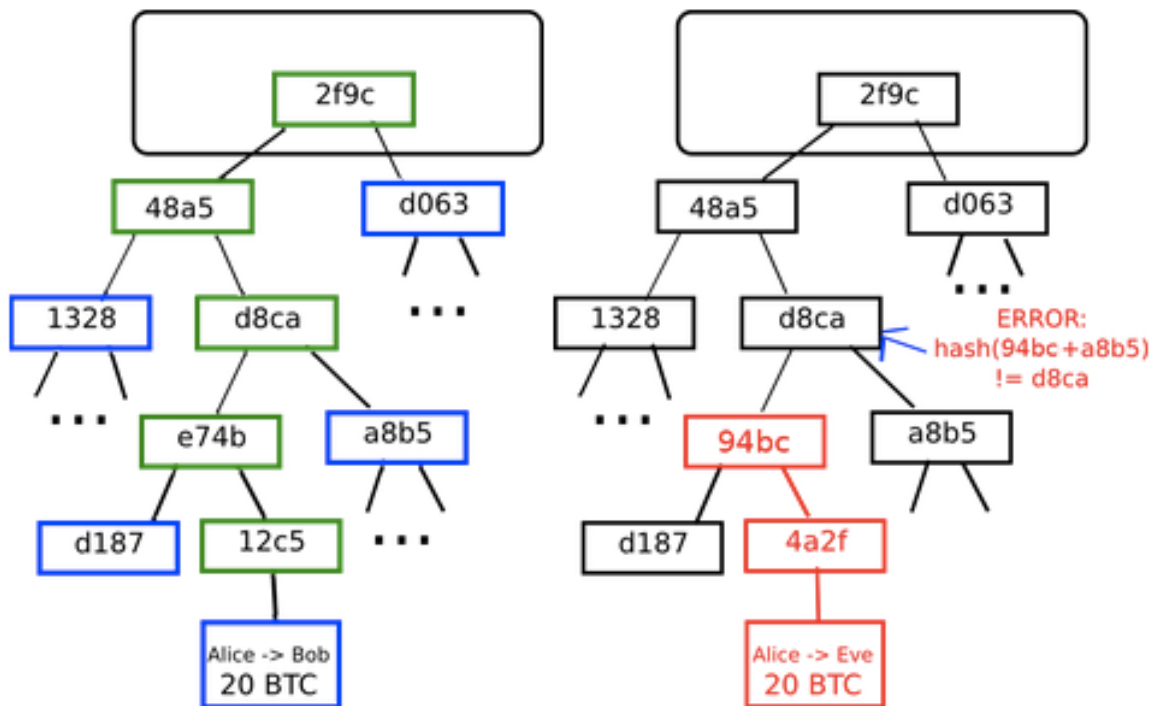 2f9c
48a5
d063
1328
d8ca
...
...
e74b
a8b5
d187
12c5
...
Alice -> Bob
20 BTC
2f9c
48a5
d063
1328
d8ca
...
ERROR:
hash(94bc+a8b5)
!= d8ca
...
94bc
a8b5
d187
4a2f
Alice -> Eve
20 BTC